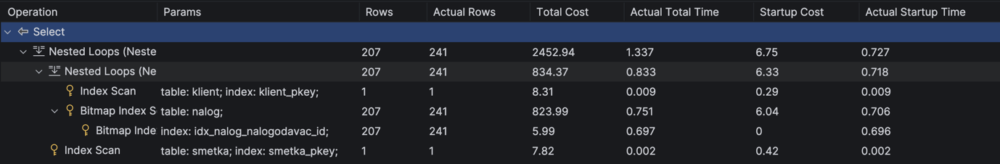 Operation Params Rows Actual Rows Total Cost Actual Total Time Startup Cost Actual Startup Time
Select
Nested Loops (Neste 207 241 2452.94 1.337 6.75 0.727
Nested Loops (Ne 207 241 834.37 0.833 6.33 0.718
Index Scan table: klient; index: klient_pkey; 1 1 8.31 0.009 0.29 0.009
Bitmap Index S table: nalog; 207 241 823.99 0.751 6.04 0.706
Bitmap Inde index: idx_nalog_nalogodavac_id; 207 241 5.99 0.697 0 0.696
Index Scan table: smetka; index: smetka_pkey; 1 1 7.82 0.002 0.42 0.002